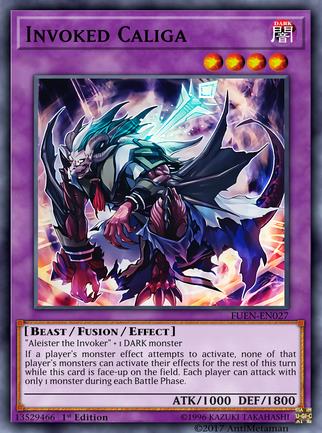 INVOKED CALIGA
DARK
闇
FUEN-EN027
[BEAST / FUSION / EFFECT]
"Aleister the Invoker" + 1 DARK monster
If a player's monster effect attempts to activate, none of that
player's monsters can activate their effects for the rest of this turn
while this card is face-up on the field. Each player can attack with
only 1 monster during each Battle Phase.
ATK/1000 DEF/1800
13529466 1st Edition ©1996 KAZUKI TAKAHASHI
©2017 AntiMetaman